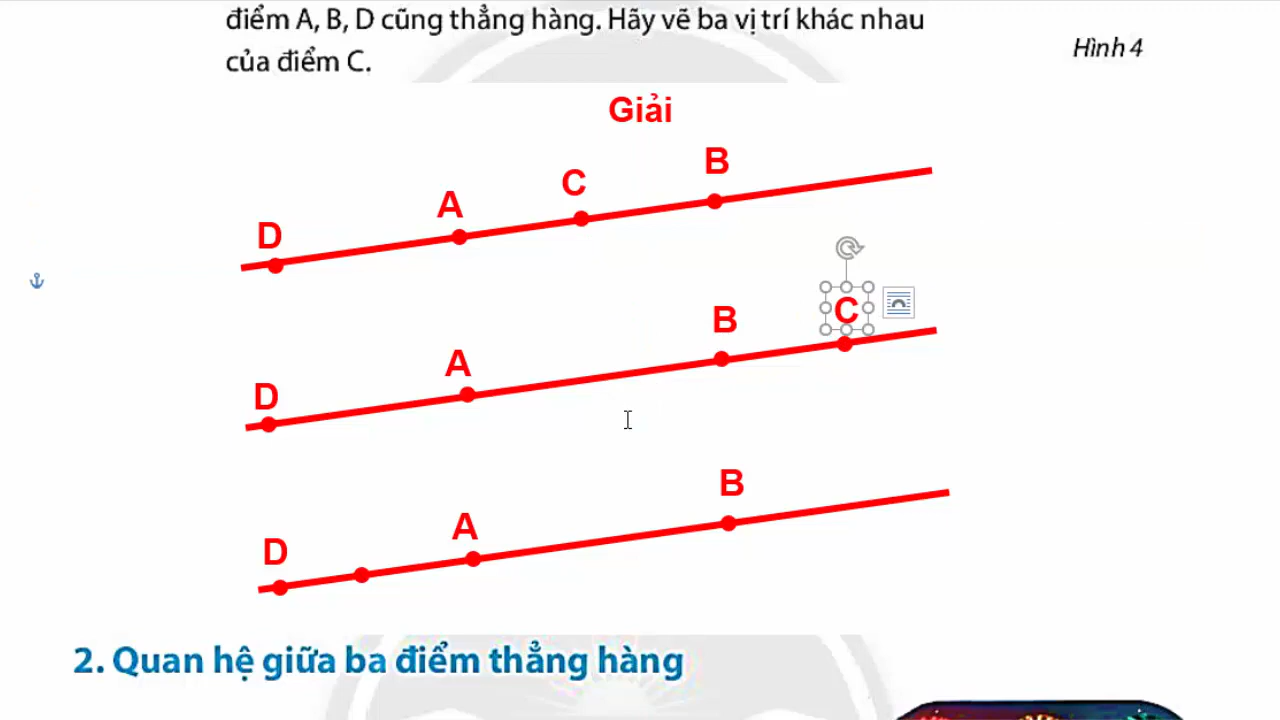 điểm A, B, D cũng thẳng hàng. Hãy vẽ ba vị trí khác nhau
của điểm C.
Hình 4
Giải
D A C B
D A B C
D A B
2. Quan hệ giữa ba điểm thẳng hàng